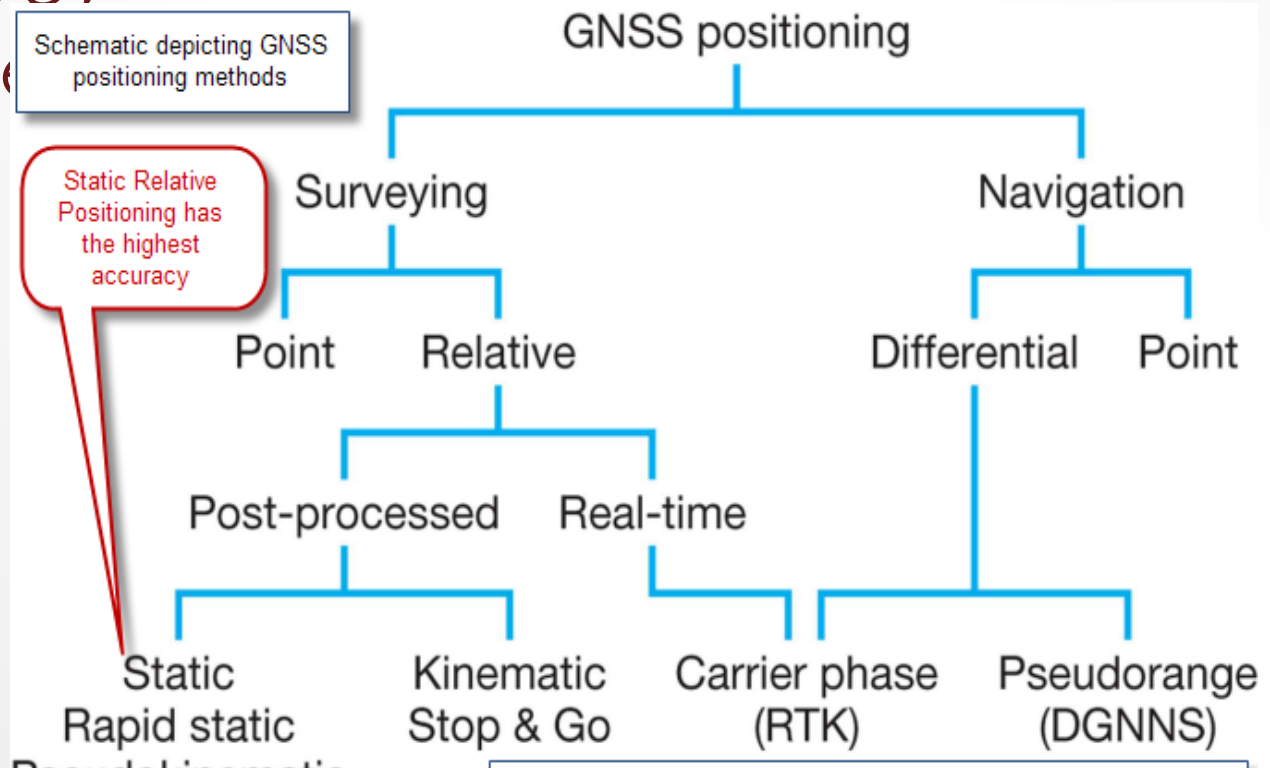 Schematic depicting GNSS
positioning methods
GNSS positioning
Static Relative
Positioning has
the highest
accuracy
Surveying
Navigation
Point
Relative
Differential
Point
Post-processed
Real-time
Static
Rapid static
Pseudokinematic
Kinematic
Stop & Go
Carrier phase
(RTK)
Pseudorange
(DGNNS)